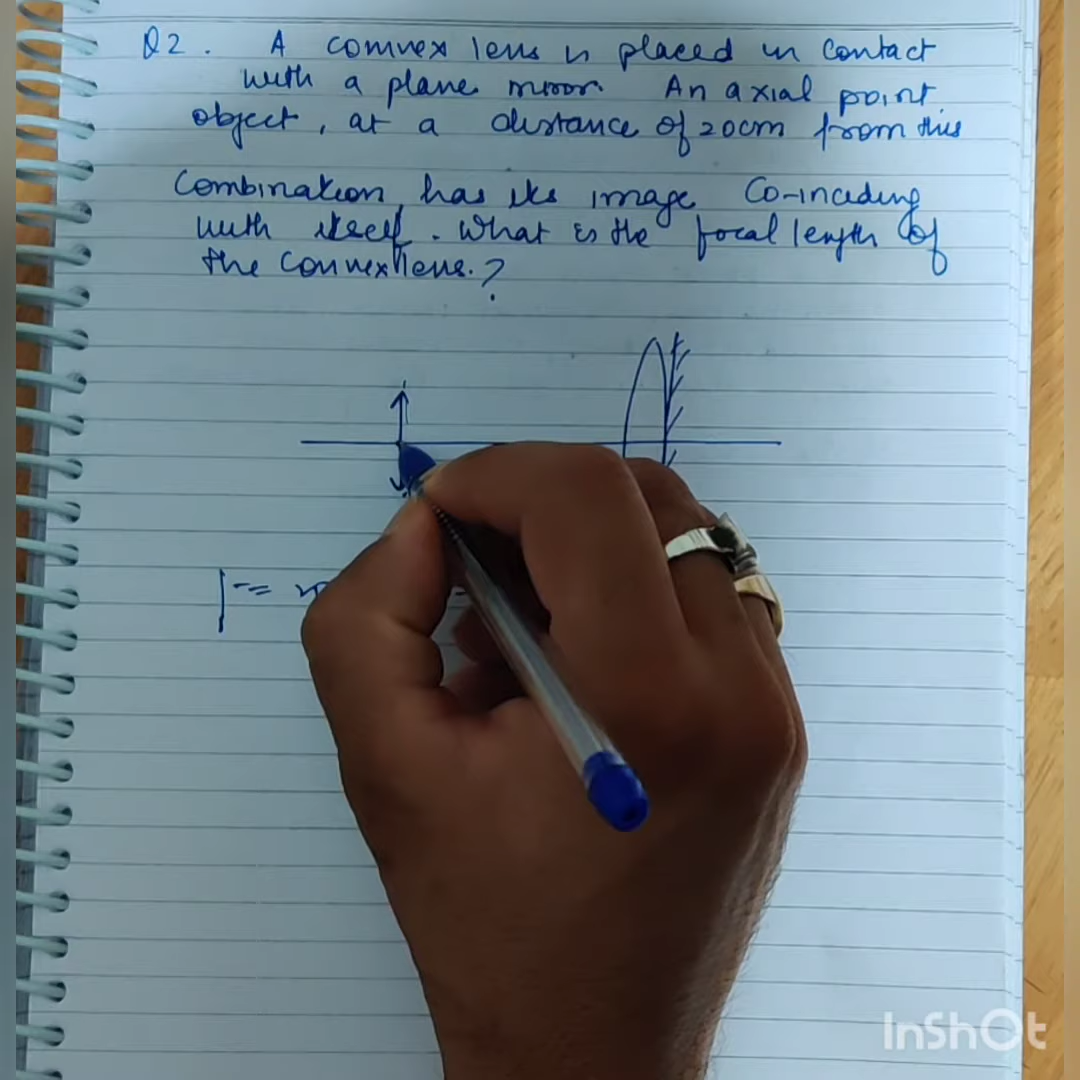 Q2. A convex lens is placed in contact
with a plane mirror. An axial point
object, at a distance of 20cm from this
Combination, has its image Co-inciding
with itself. What is the focal length of
the convex lens.?
InShOt